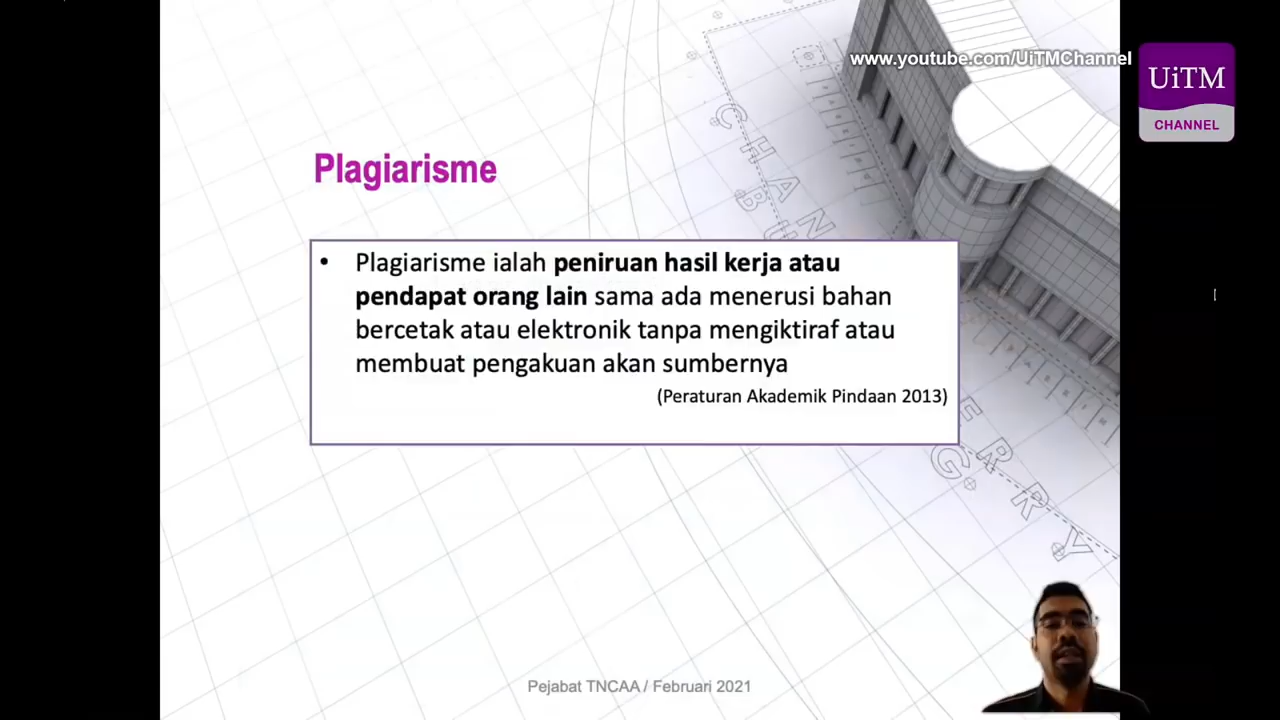 www.youtube.com/UiTMChannel
UiTM
CHANNEL
Plagiarisme
• Plagiarisme ialah peniruan hasil kerja atau
pendapat orang lain sama ada menerusi bahan
bercetak atau elektronik tanpa mengiktiraf atau
membuat pengakuan akan sumbernya
(Peraturan Akademik Pindaan 2013)
Pejabat TNCAA / Februari 2021